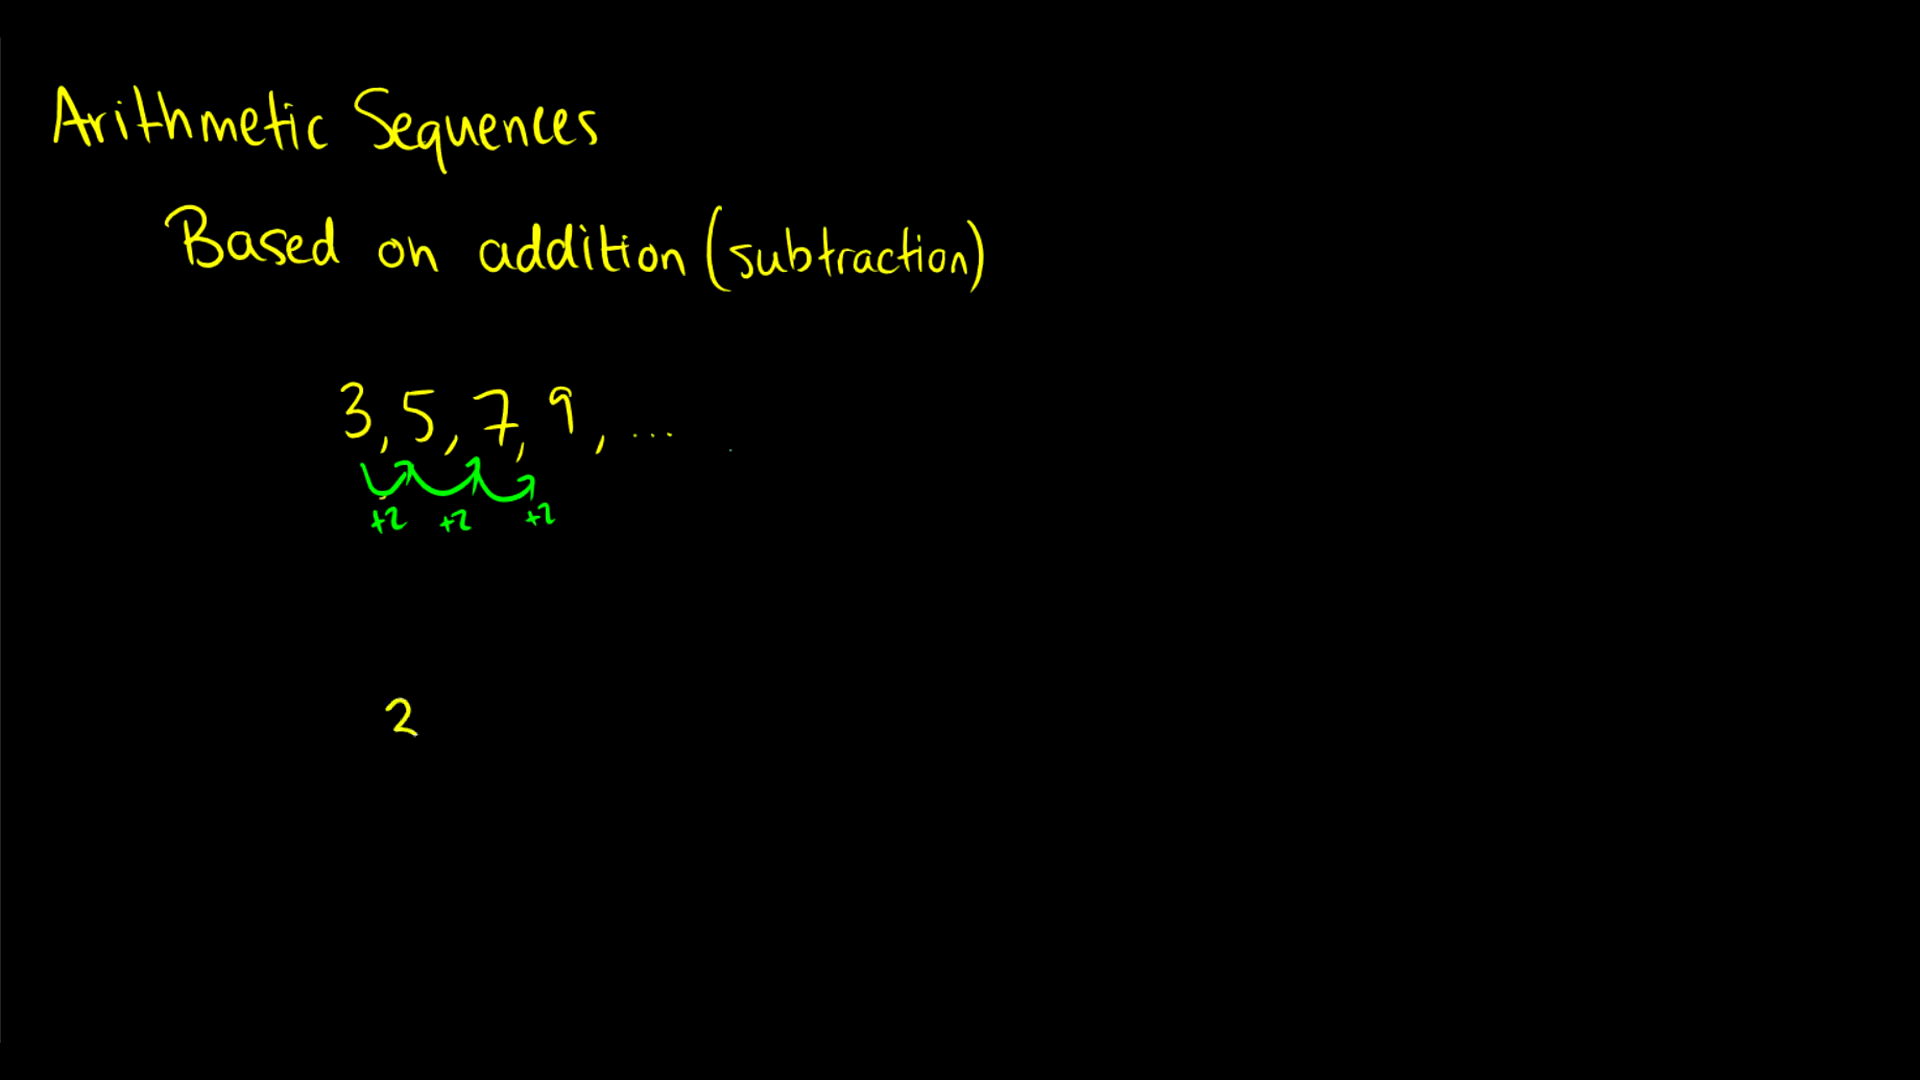 Arithmetic Sequences
Based on addition (subtraction)
3, 5, 7, 9, ...
+2 +2 +2
2